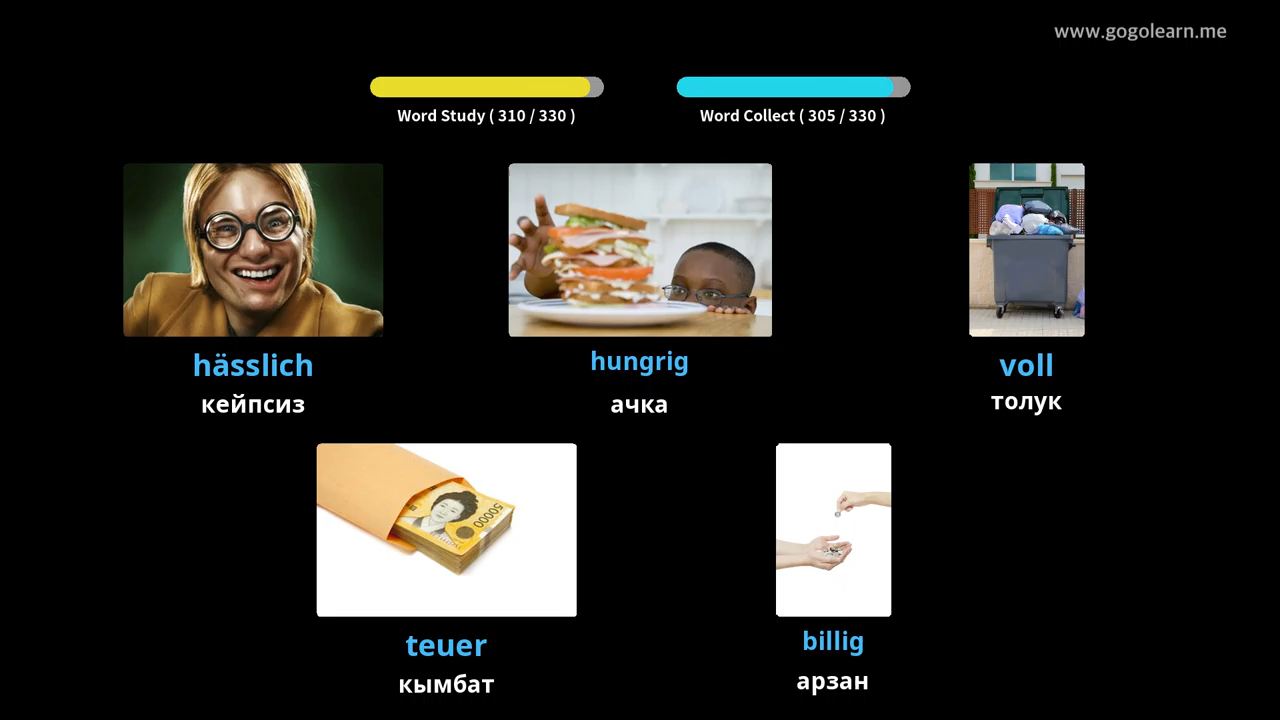 www.gogolearn.me
Word Study ( 310 / 330 )
Word Collect ( 305 / 330 )
hässlich
кейпсиз
hungrig
ачка
voll
толук
50000
teuer
кымбат
billig
арзан